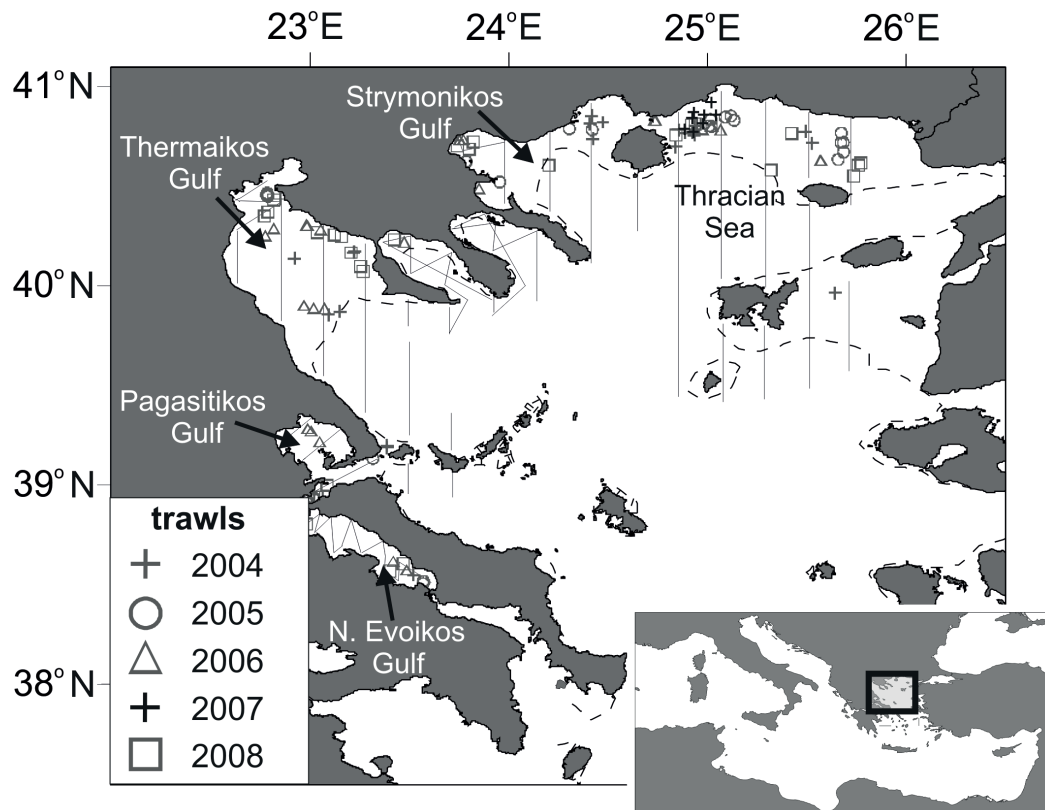 23°E 24°E 25°E 26°E
41°N
Strymonikos
Gulf
Thermaikos
Gulf
Thracian
Sea
40°N
Pagasitikos
Gulf
39°N
trawls
2004
2005
2006
2007
2008
N. Evoikos
Gulf
38°N